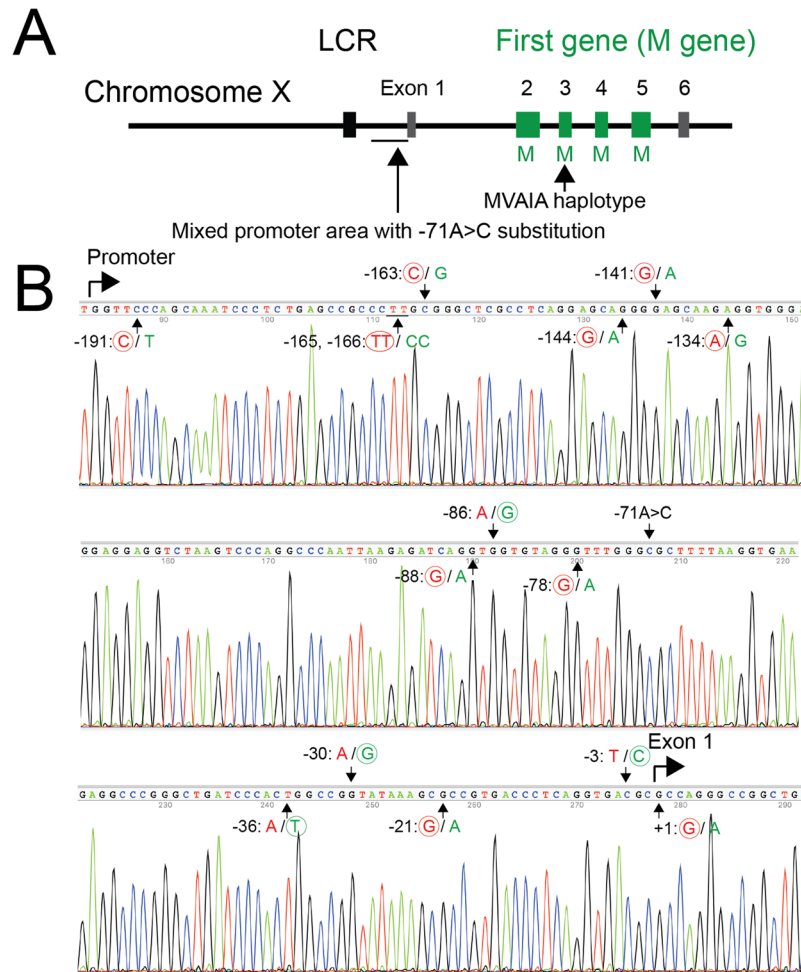 A
LCR
First gene (M gene)
Chromosome X
Exon 1
2 3 4 5 6
M M M M
MVAIA haplotype
Mixed promoter area with -71A>C substitution
B
Promoter
-163: C / G
-141: G / A
TGGTTCCCAGCAAATCCCTCTGAGCCGCCCTTGCGGGCTCGCCTCAGGAGCAGGGGAGCAAGAGGTGGGA
90 100 110 120 130 140 150
-191: C / T
-165, -166: TT / CC
-144: G / A
-134: A / G
-86: A / G
-71A>C
GGAGGAGGTCTAAGTCCCAGGCCCAATTAAGAGATCAGGTGGTGTAGGGTTTGGGCGCTTTTAAGGTGAA
160 170 180 190 200 210 220
-88: G / A
-78: G / A
-30: A / G
-3: T / C
Exon 1
GAGGCCCGGGCTGATCCCACTGGCCGGTATAAAGCGCCGTGACCCTCAGGTGACGCGCCAGGGCCGGCTG
230 240 250 260 270 280 290
-36: A / T
-21: G / A
+1: G / A